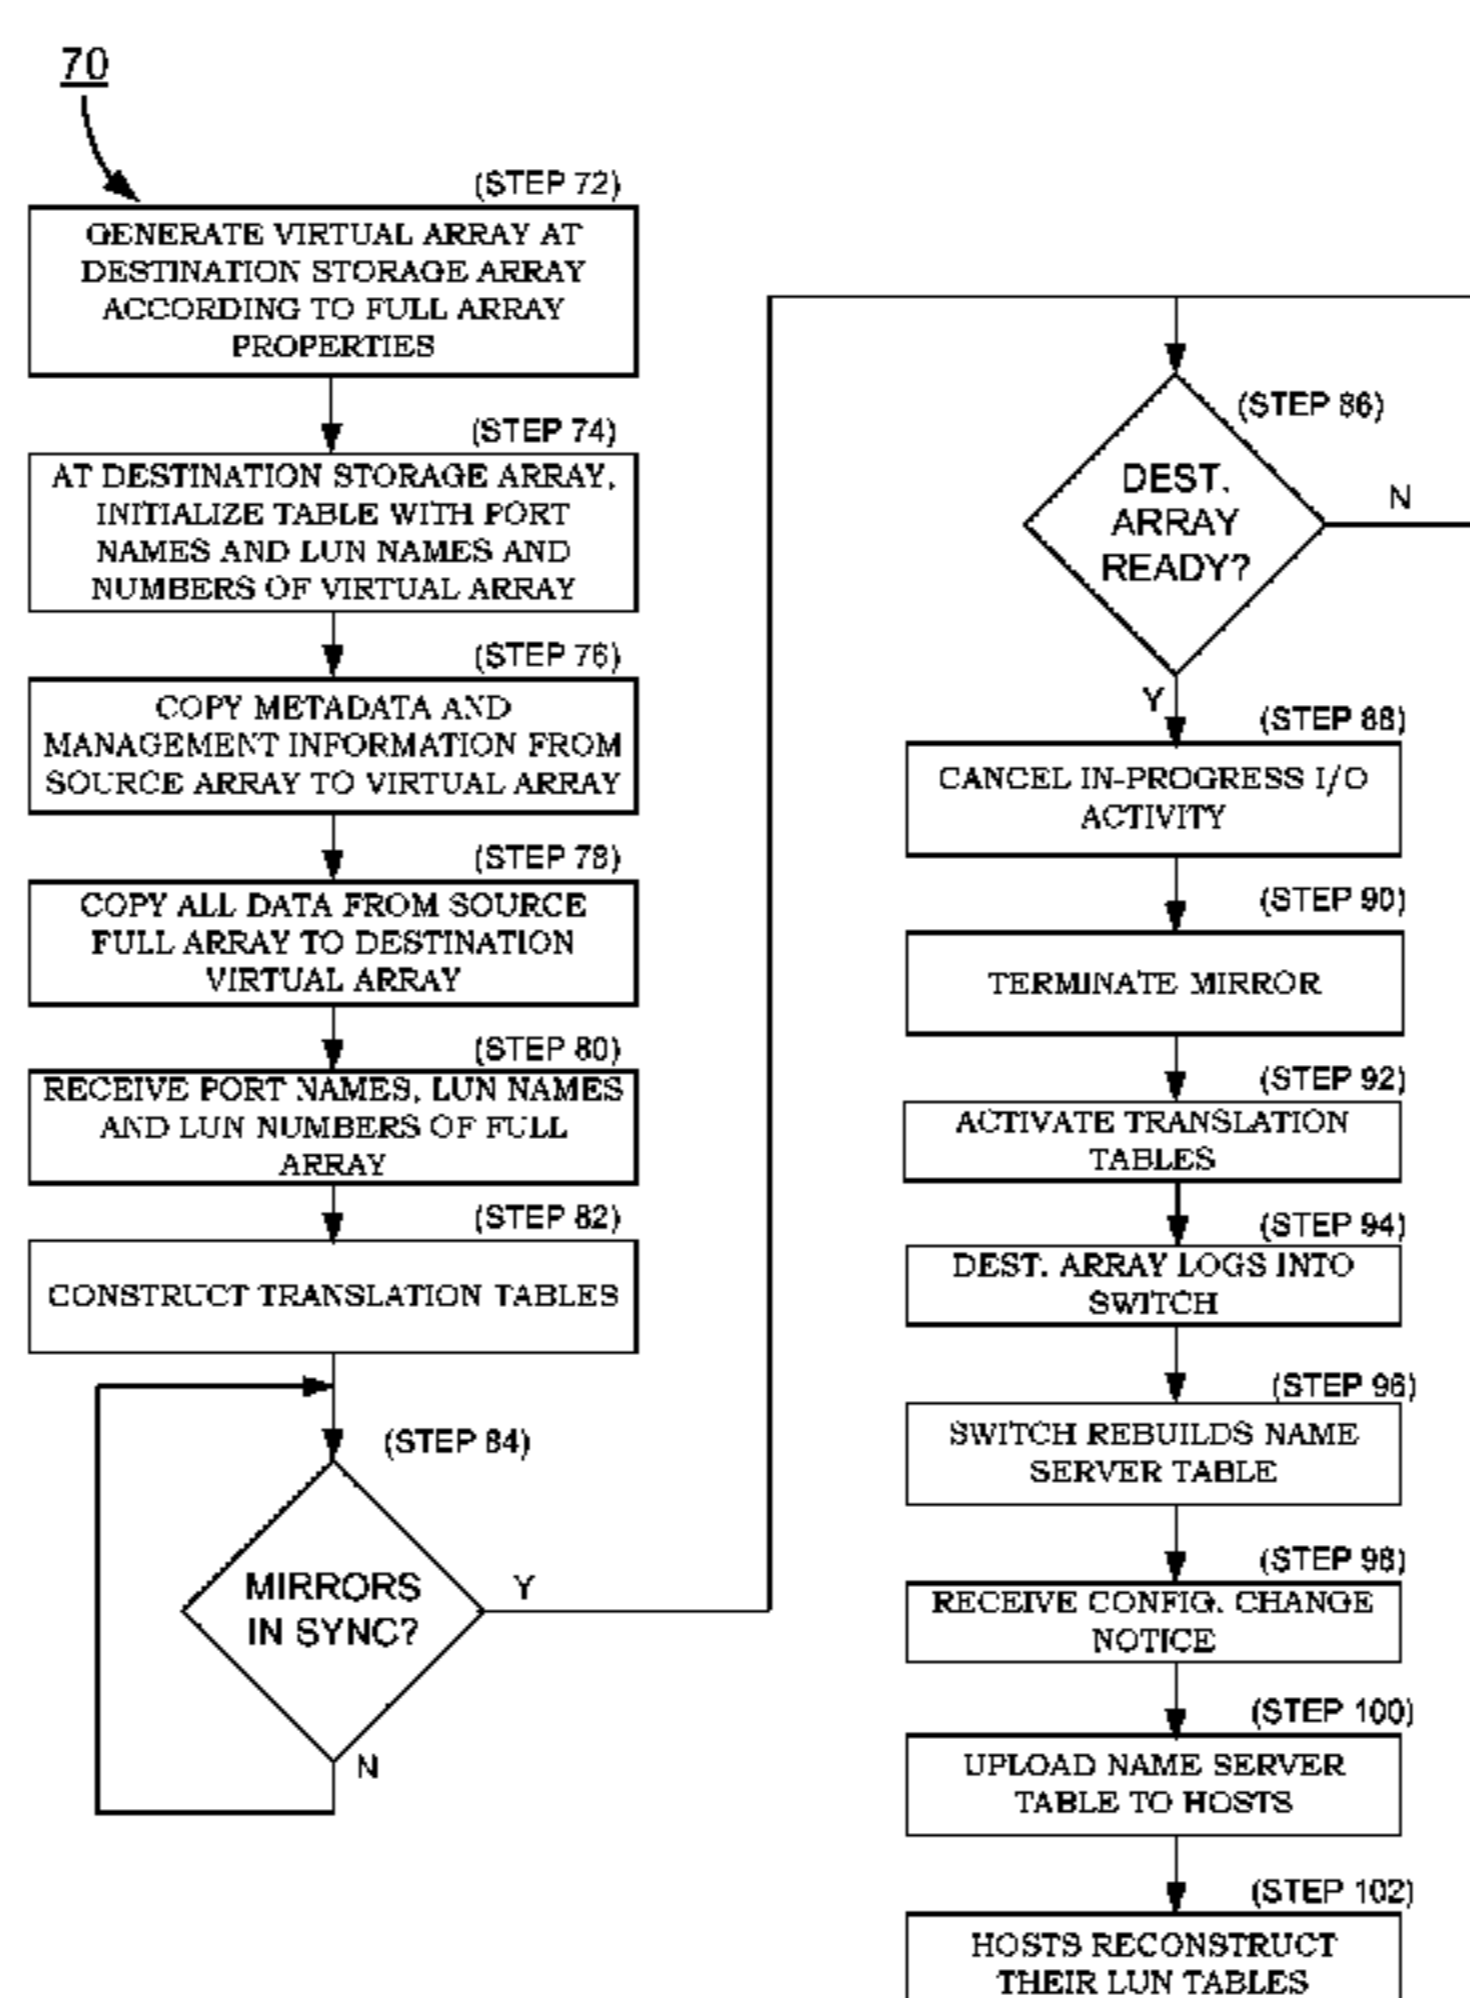 70
(STEP 72)
GENERATE VIRTUAL ARRAY AT
DESTINATION STORAGE ARRAY
ACCORDING TO FULL ARRAY
PROPERTIES
(STEP 74)
AT DESTINATION STORAGE ARRAY,
INITIALIZE TABLE WITH PORT
NAMES AND LUN NAMES AND
NUMBERS OF VIRTUAL ARRAY
(STEP 76)
COPY METADATA AND
MANAGEMENT INFORMATION FROM
SOURCE ARRAY TO VIRTUAL ARRAY
(STEP 78)
COPY ALL DATA FROM SOURCE
FULL ARRAY TO DESTINATION
VIRTUAL ARRAY
(STEP 80)
RECEIVE PORT NAMES, LUN NAMES
AND LUN NUMBERS OF FULL
ARRAY
(STEP 82)
CONSTRUCT TRANSLATION TABLES
(STEP 84)
MIRRORS
IN SYNC?
Y
N
(STEP 86)
DEST.
ARRAY
READY?
N
Y
(STEP 88)
CANCEL IN-PROGRESS I/O
ACTIVITY
(STEP 90)
TERMINATE MIRROR
(STEP 92)
ACTIVATE TRANSLATION
TABLES
(STEP 94)
DEST. ARRAY LOGS INTO
SWITCH
(STEP 96)
SWITCH REBUILDS NAME
SERVER TABLE
(STEP 98)
RECEIVE CONFIG. CHANGE
NOTICE
(STEP 100)
UPLOAD NAME SERVER
TABLE TO HOSTS
(STEP 102)
HOSTS RECONSTRUCT
THEIR LUN TABLES